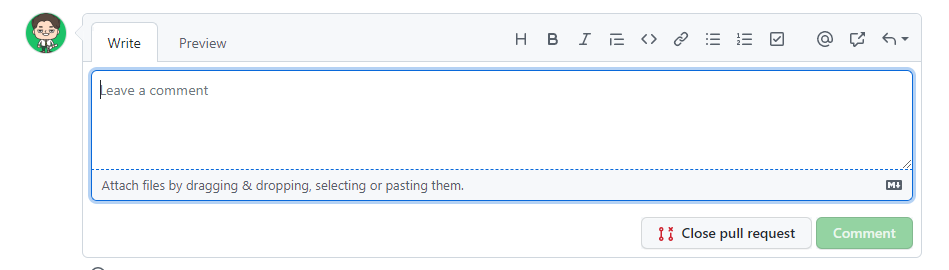 Write Preview H B I @
Leave a comment
Attach files by dragging & dropping, selecting or pasting them. M↓
Close pull request Comment